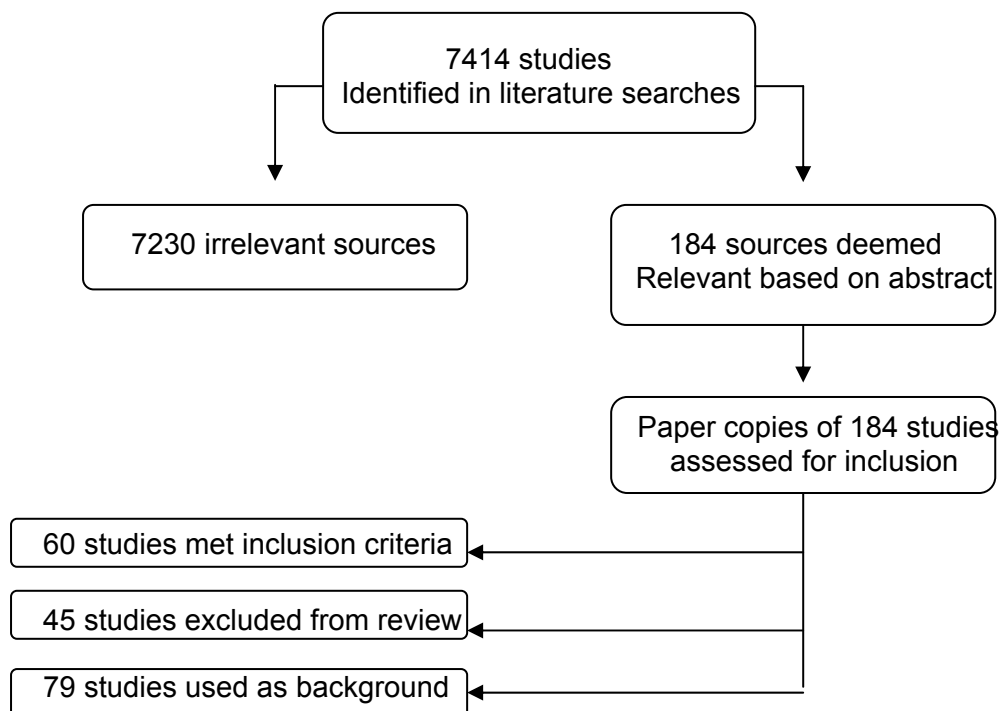 7414 studies
Identified in literature searches
7230 irrelevant sources
184 sources deemed
Relevant based on abstract
Paper copies of 184 studies
assessed for inclusion
60 studies met inclusion criteria
45 studies excluded from review
79 studies used as background